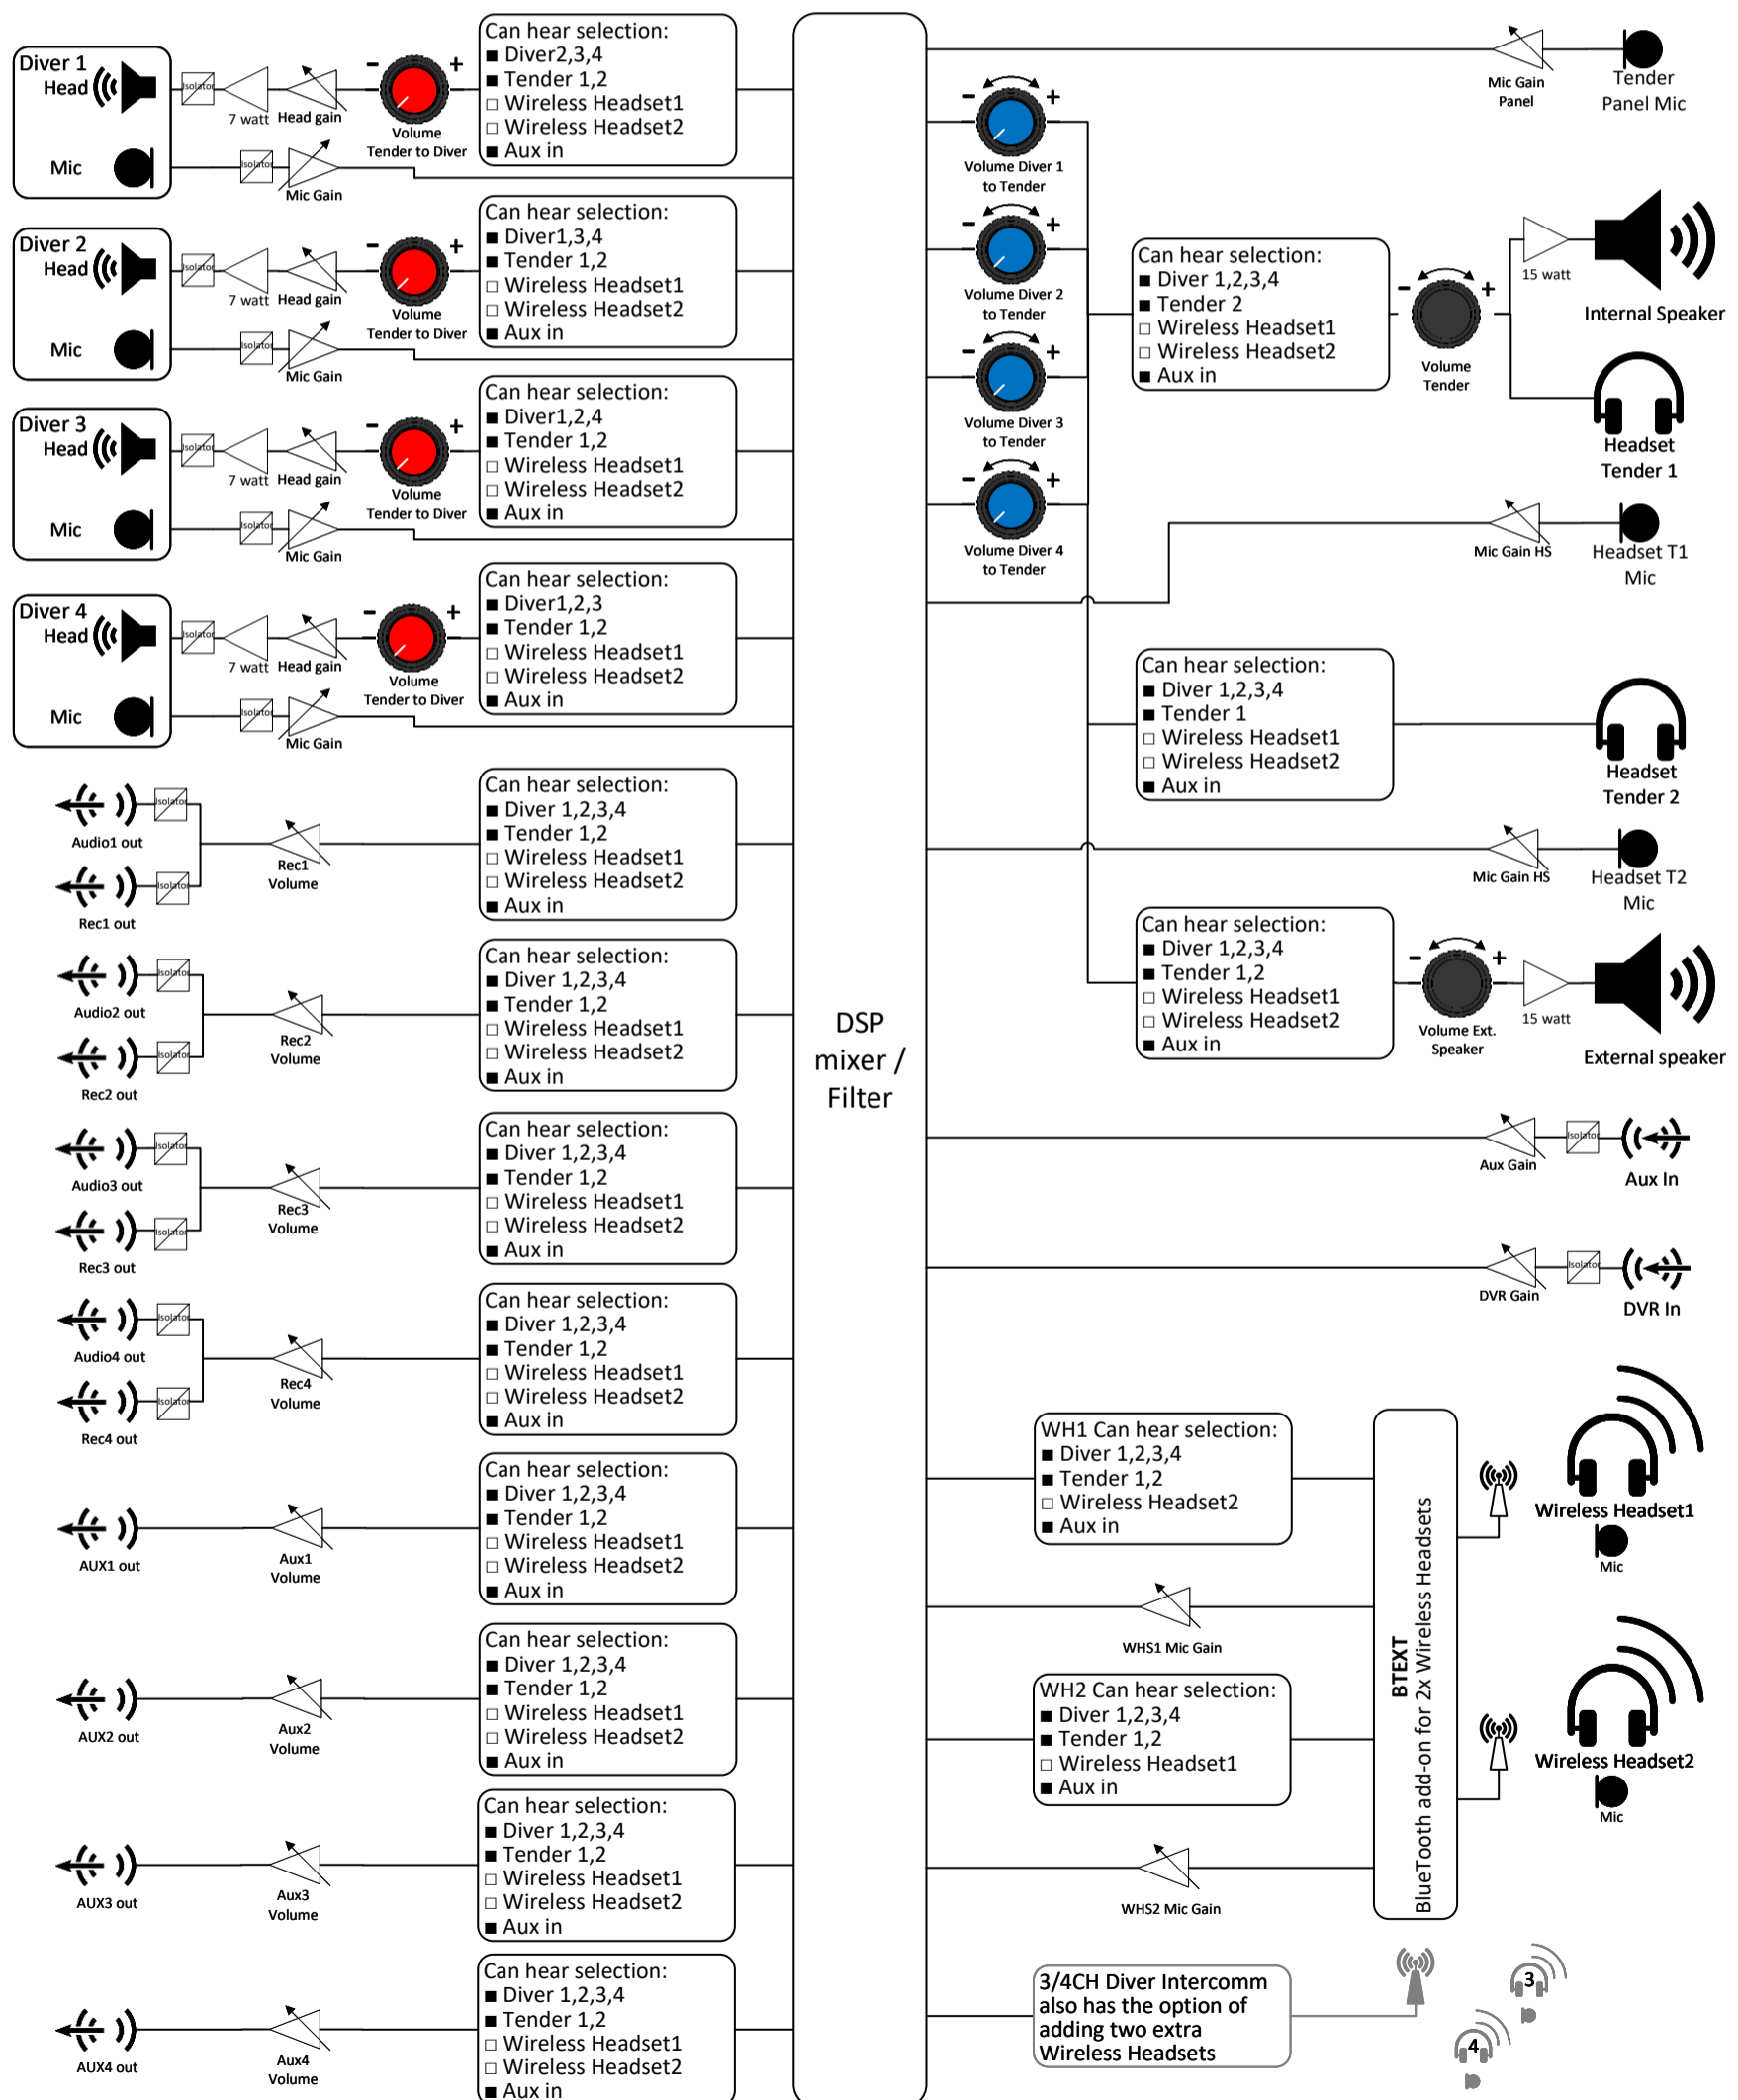 Diver 1
Head
Isolator
7 watt
Head gain
- +
Volume
Tender to Diver
Can hear selection:
■ Diver2,3,4
■ Tender 1,2
□ Wireless Headset1
□ Wireless Headset2
■ Aux in
Mic
Isolator
Mic Gain
Diver 2
Head
Isolator
7 watt
Head gain
- +
Volume
Tender to Diver
Can hear selection:
■ Diver1,3,4
■ Tender 1,2
□ Wireless Headset1
□ Wireless Headset2
■ Aux in
Mic
Isolator
Mic Gain
Diver 3
Head
Isolator
7 watt
Head gain
- +
Volume
Tender to Diver
Can hear selection:
■ Diver1,2,4
■ Tender 1,2
□ Wireless Headset1
□ Wireless Headset2
■ Aux in
Mic
Isolator
Mic Gain
Diver 4
Head
Isolator
7 watt
Head gain
- +
Volume
Tender to Diver
Can hear selection:
■ Diver1,2,3
■ Tender 1,2
□ Wireless Headset1
□ Wireless Headset2
■ Aux in
Mic
Isolator
Mic Gain
Isolator
Audio1 out
Isolator
Rec1 out
Rec1
Volume
Can hear selection:
■ Diver 1,2,3,4
■ Tender 1,2
□ Wireless Headset1
□ Wireless Headset2
■ Aux in
Isolator
Audio2 out
Isolator
Rec2 out
Rec2
Volume
Can hear selection:
■ Diver 1,2,3,4
■ Tender 1,2
□ Wireless Headset1
□ Wireless Headset2
■ Aux in
Isolator
Audio3 out
Isolator
Rec3 out
Rec3
Volume
Can hear selection:
■ Diver 1,2,3,4
■ Tender 1,2
□ Wireless Headset1
□ Wireless Headset2
■ Aux in
Isolator
Audio4 out
Isolator
Rec4 out
Rec4
Volume
Can hear selection:
■ Diver 1,2,3,4
■ Tender 1,2
□ Wireless Headset1
□ Wireless Headset2
■ Aux in
AUX1 out
Aux1
Volume
Can hear selection:
■ Diver 1,2,3,4
■ Tender 1,2
□ Wireless Headset1
□ Wireless Headset2
■ Aux in
AUX2 out
Aux2
Volume
Can hear selection:
■ Diver 1,2,3,4
■ Tender 1,2
□ Wireless Headset1
□ Wireless Headset2
■ Aux in
AUX3 out
Aux3
Volume
Can hear selection:
■ Diver 1,2,3,4
■ Tender 1,2
□ Wireless Headset1
□ Wireless Headset2
■ Aux in
AUX4 out
Aux4
Volume
Can hear selection:
■ Diver 1,2,3,4
■ Tender 1,2
□ Wireless Headset1
□ Wireless Headset2
■ Aux in
DSP
mixer /
Filter
Mic Gain
Panel
Tender
Panel Mic
- +
Volume Diver 1
to Tender
- +
Volume Diver 2
to Tender
- +
Volume Diver 3
to Tender
- +
Volume Diver 4
to Tender
Can hear selection:
■ Diver 1,2,3,4
■ Tender 2
□ Wireless Headset1
□ Wireless Headset2
■ Aux in
- +
Volume
Tender
15 watt
Internal Speaker
Headset
Tender 1
Mic Gain HS
Headset T1
Mic
Can hear selection:
■ Diver 1,2,3,4
■ Tender 1
□ Wireless Headset1
□ Wireless Headset2
■ Aux in
Headset
Tender 2
Mic Gain HS
Headset T2
Mic
Can hear selection:
■ Diver 1,2,3,4
■ Tender 1,2
□ Wireless Headset1
□ Wireless Headset2
■ Aux in
- +
Volume Ext.
Speaker
15 watt
External speaker
Aux Gain
Isolator
Aux In
DVR Gain
Isolator
DVR In
WH1 Can hear selection:
■ Diver 1,2,3,4
■ Tender 1,2
□ Wireless Headset2
■ Aux in
WHS1 Mic Gain
WH2 Can hear selection:
■ Diver 1,2,3,4
■ Tender 1,2
□ Wireless Headset1
■ Aux in
WHS2 Mic Gain
BTEXT
BlueTooth add-on for 2x Wireless Headsets
Wireless Headset1
Mic
Wireless Headset2
Mic
3/4CH Diver Intercomm
also has the option of
adding two extra
Wireless Headsets
3
4